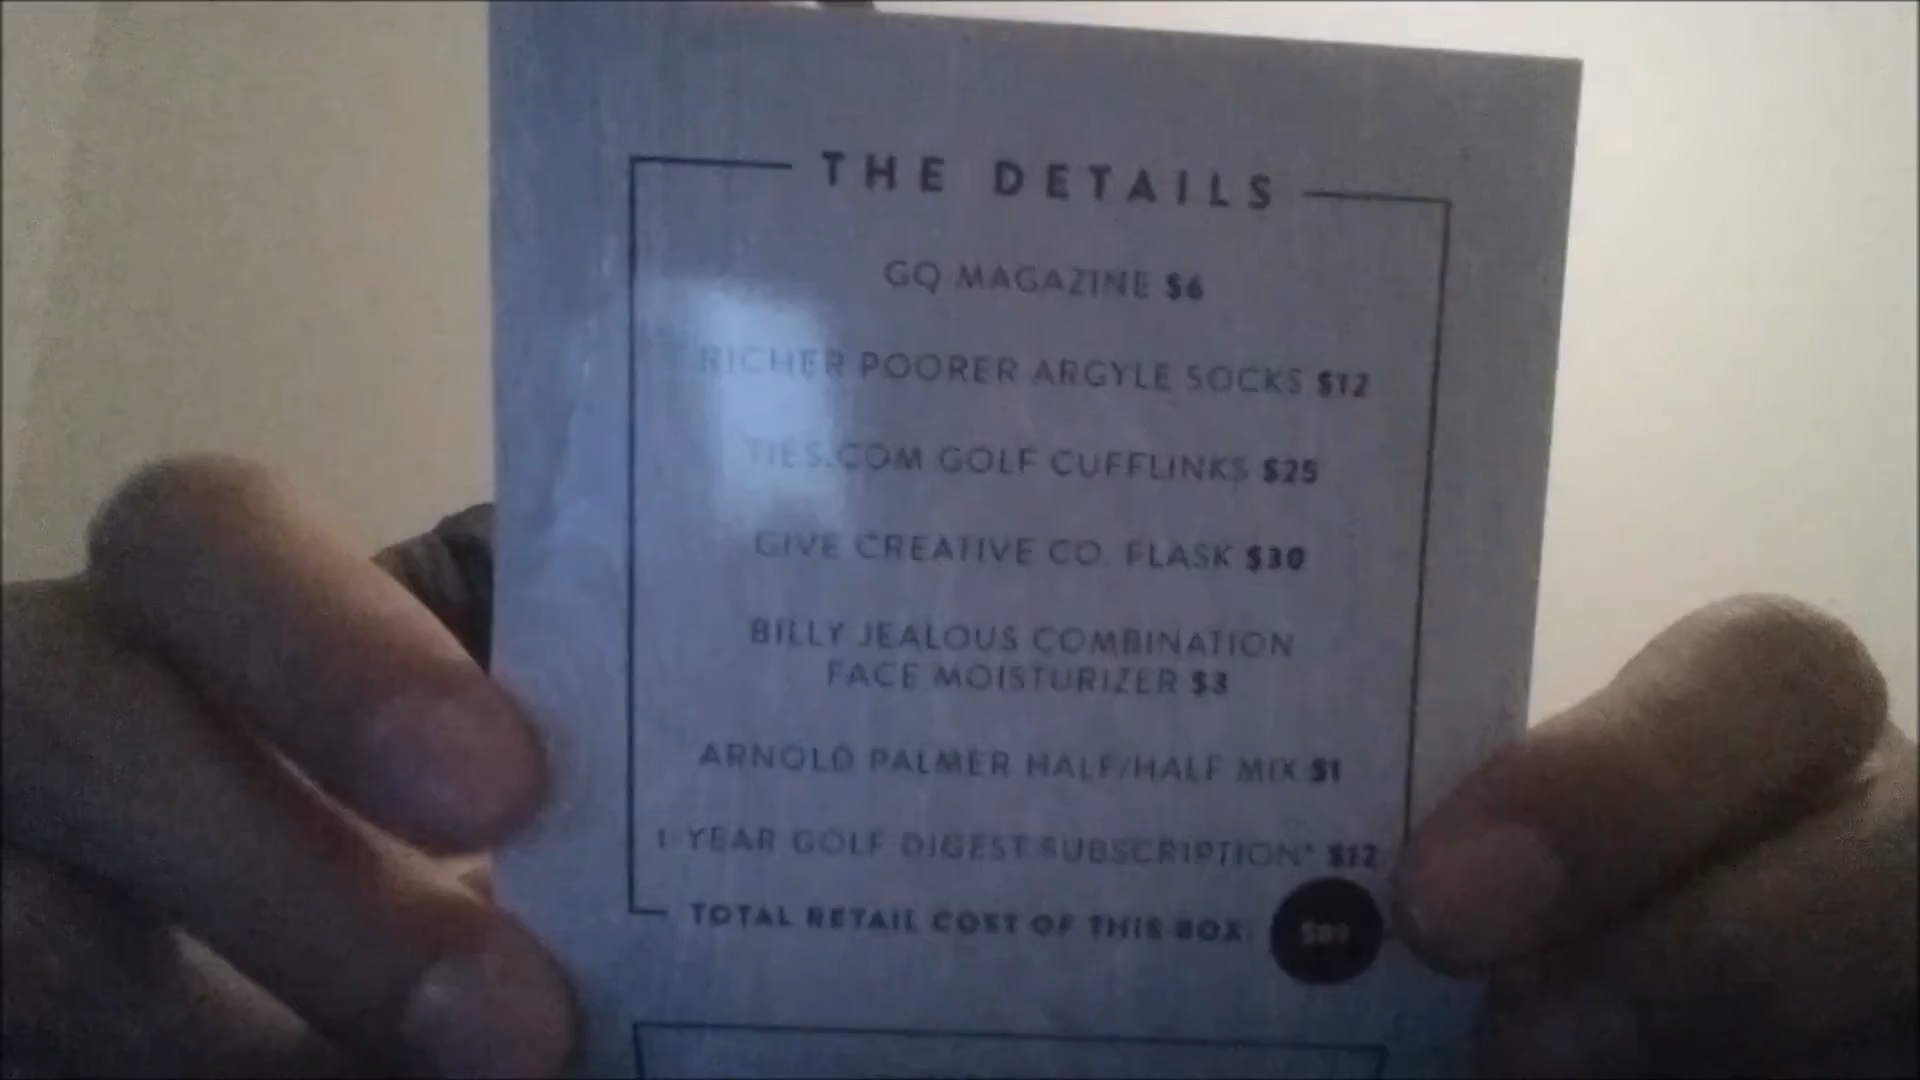 THE DETAILS
GQ MAGAZINE $6
RICHER POORER ARGYLE SOCKS $12
TIES.COM GOLF CUFFLINKS $25
GIVE CREATIVE CO. FLASK $30
BILLY JEALOUS COMBINATION
FACE MOISTURIZER $3
ARNOLD PALMER HALF/HALF MIX $1
1-YEAR GOLF DIGEST SUBSCRIPTION* $12
TOTAL RETAIL COST OF THIS BOX: